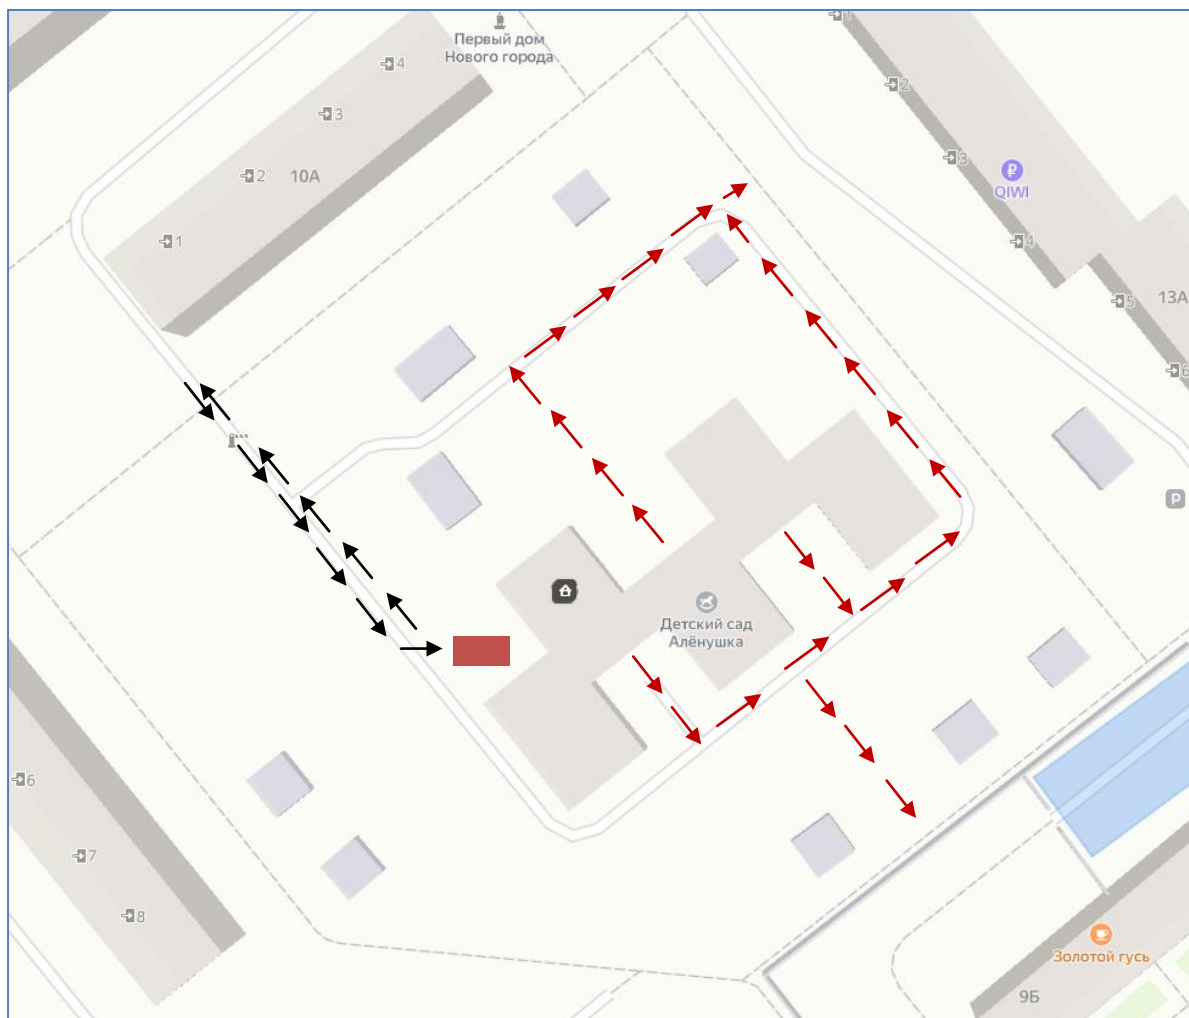 Первый дом
Нового города
1
4
2
3
3
2
10А
₽
QIWI
1
4
5
13А
6
P
Детский сад
Алёнушка
6
7
8
Золотой гусь
9Б